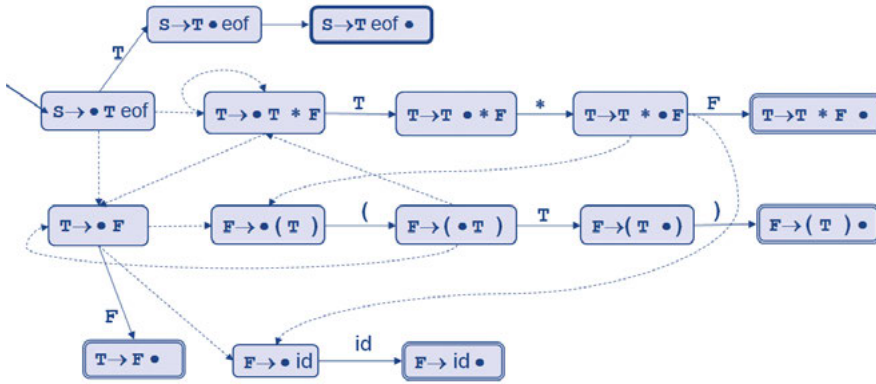 S→T●eof
S→T eof●
T
S→●T eof
T→●T * F
T
T→T●* F
*
T→T *●F
F
T→T * F●
T→●F
F→●(T )
(
F→(●T )
T
F→(T●)
)
F→(T )●
F
T→F●
F→●id
id
F→id●